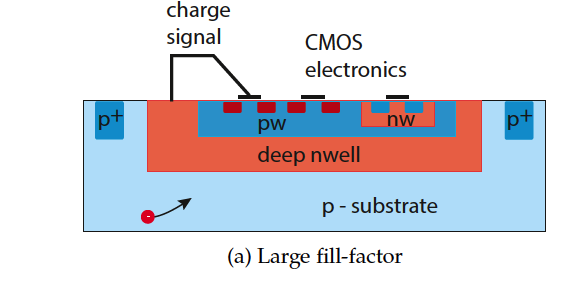 charge
signal
CMOS
electronics
p+
pw
nw
p+
deep nwell
p - substrate
(a) Large fill-factor